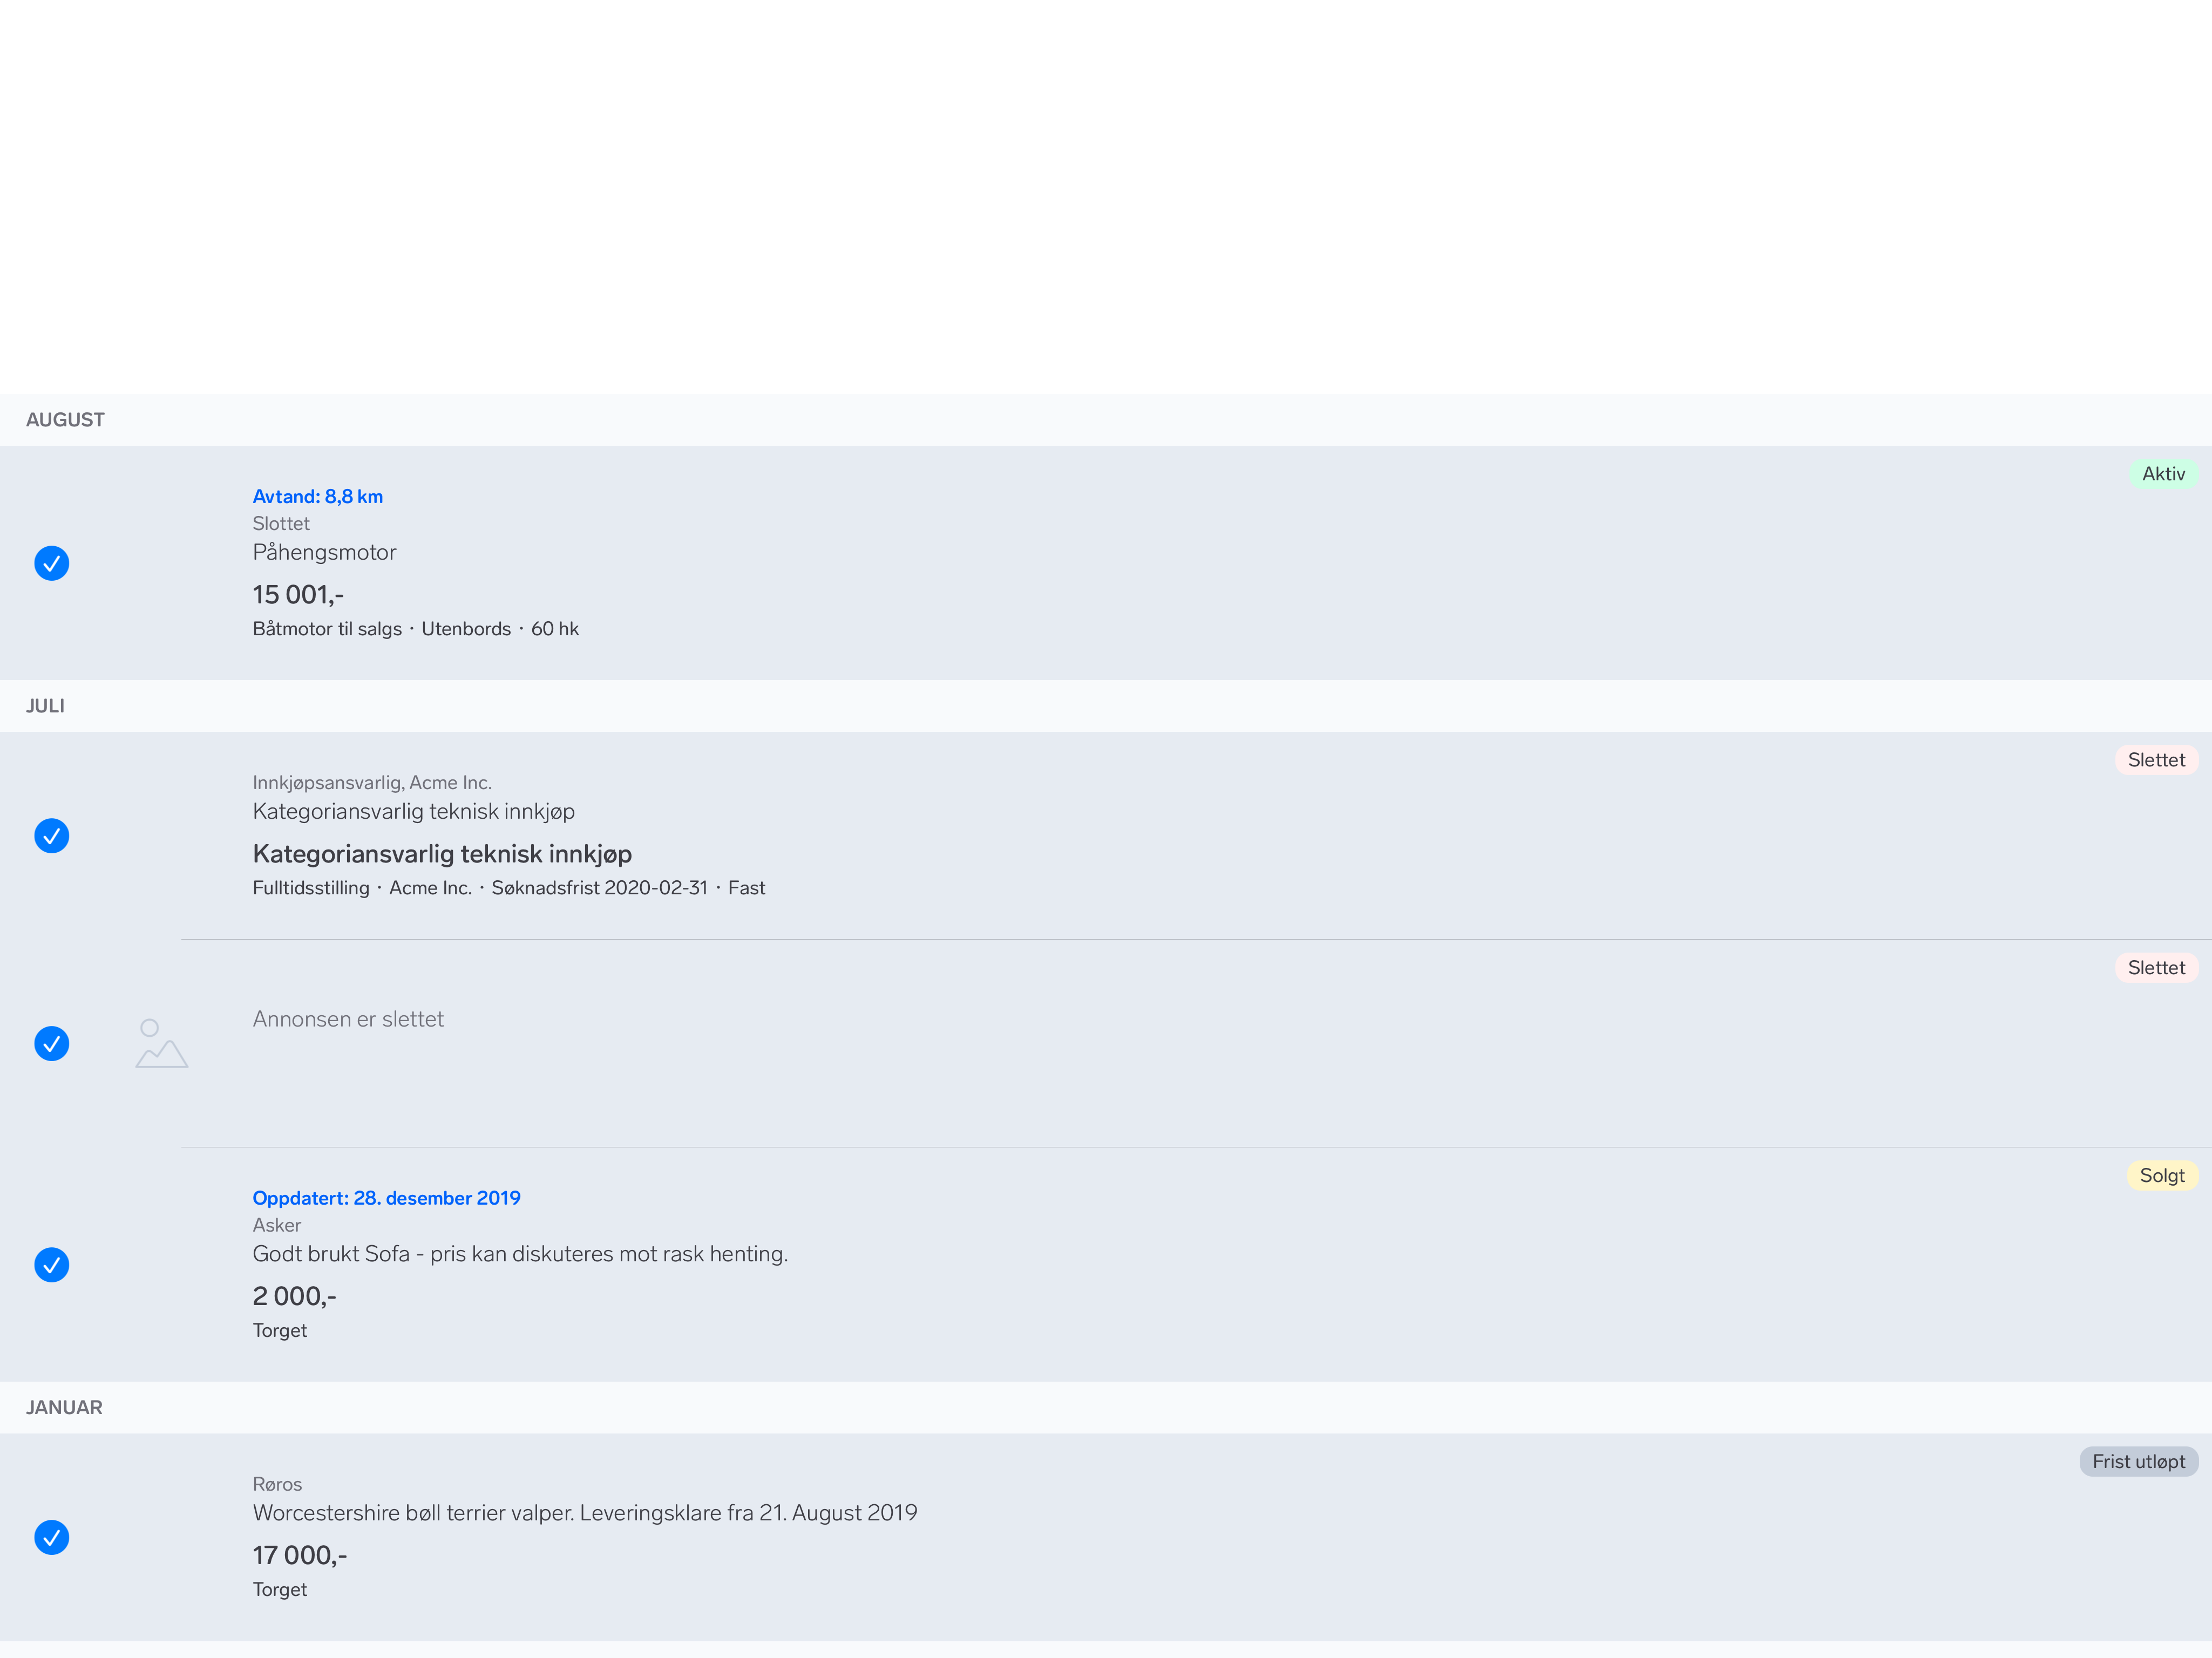 AUGUST
Aktiv
Avtand: 8,8 km
Slottet
Påhengsmotor
15 001,-
Båtmotor til salgs · Utenbords · 60 hk
JULI
Slettet
Innkjøpsansvarlig, Acme Inc.
Kategoriansvarlig teknisk innkjøp
Kategoriansvarlig teknisk innkjøp
Fulltidsstilling · Acme Inc. · Søknadsfrist 2020-02-31 · Fast
Slettet
Annonsen er slettet
Solgt
Oppdatert: 28. desember 2019
Asker
Godt brukt Sofa - pris kan diskuteres mot rask henting.
2 000,-
Torget
JANUAR
Frist utløpt
Røros
Worcestershire bøll terrier valper. Leveringsklare fra 21. August 2019
17 000,-
Torget